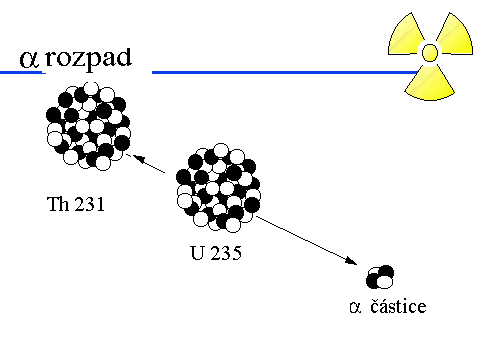 α rozpad
Th 231
U 235
α částice